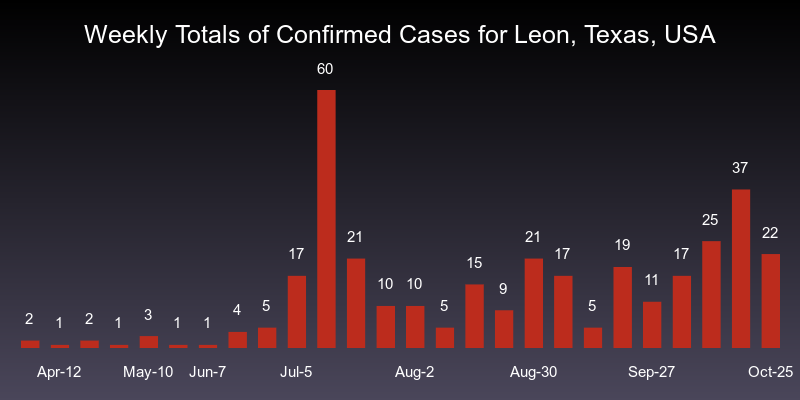 Weekly Totals of Confirmed Cases for Leon, Texas, USA
2 1 2 1 3 1 1 4 5 17 60 21 10 10 5 15 9 21 17 5 19 11 17 25 37 22
Apr-12 May-10 Jun-7 Jul-5 Aug-2 Aug-30 Sep-27 Oct-25